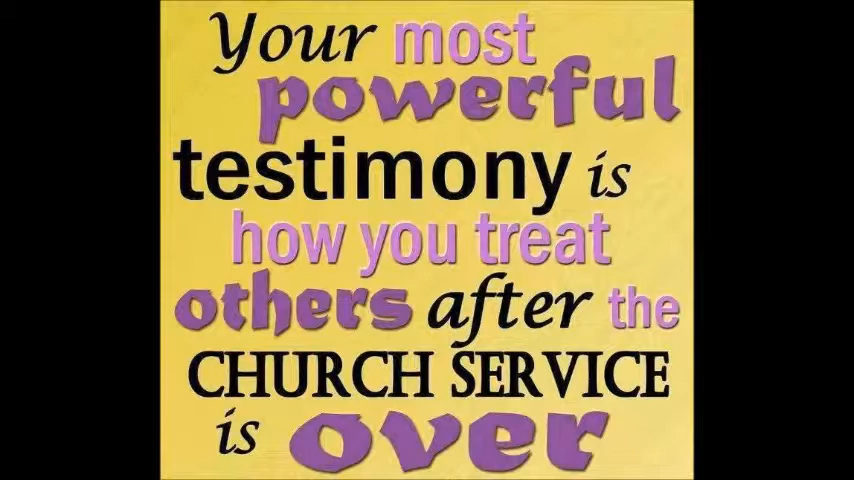 Your most
powerful
testimony is
how you treat
others after the
CHURCH SERVICE
is over